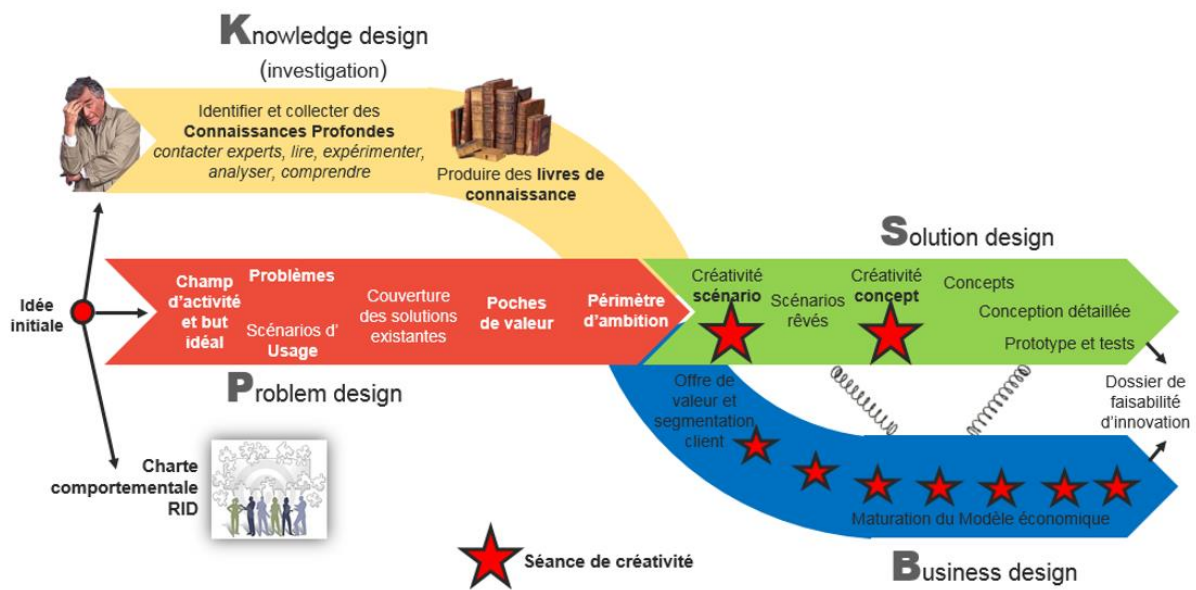 Knowledge design
(investigation)
Identifier et collecter des
Connaissances Profondes
contacter experts, lire, expérimenter,
analyser, comprendre
Produire des livres de
connaissance
Idée
initiale
Champ
d'activité
et but
idéal
Problèmes
Scénarios d'
Usage
Couverture
des solutions
existantes
Poches
de valeur
Périmètre
d'ambition
Problem design
Solution design
Créativité
scénario
Scénarios
rêvés
Créativité
concept
Concepts
Conception détaillée
Prototype et tests
Offre de
valeur et
segmentation
client
Maturation du Modèle économique
Business design
Dossier de
faisabilité
d'innovation
Charte
comportementale
RID
Séance de créativité